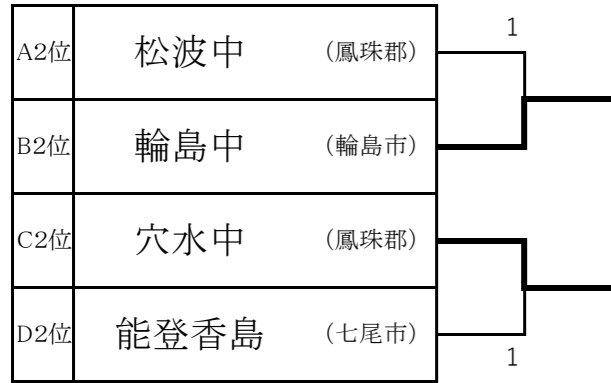 A2位 松波中 （鳳珠郡） 1
B2位 輪島中 （輪島市）
C2位 穴水中 （鳳珠郡）
D2位 能登香島 （七尾市） 1